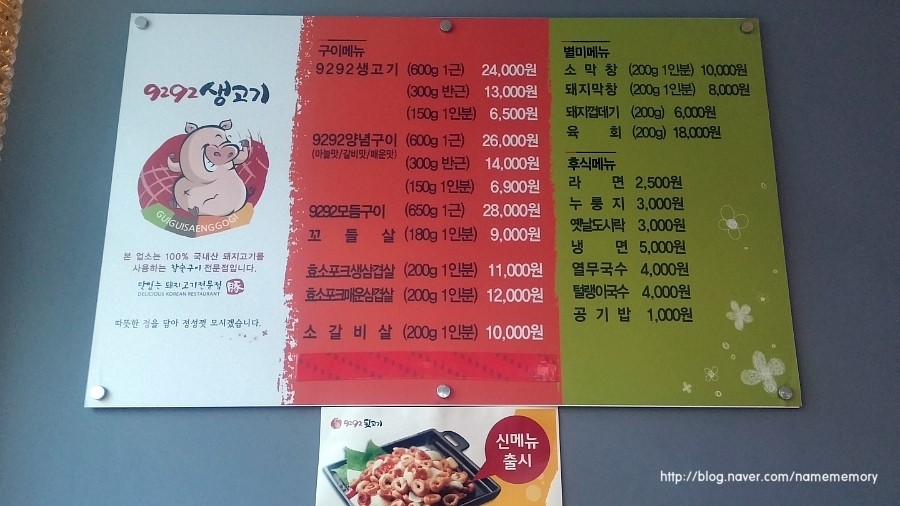 9292생고기
GUIGUISAENGGOGI
본 업소는 100% 국내산 돼지고기를
사용하는 참숯구이 전문점입니다.
맛있는 돼지고기전문점
DELICIOUS KOREAN RESTAURANT
豚
따뜻한 정을 담아 정성껏 모시겠습니다.
구이메뉴
9292생고기 (600g 1근) 24,000원
(300g 반근) 13,000원
(150g 1인분) 6,500원
9292양념구이 (600g 1근) 26,000원
(마늘맛/갈비맛/매운맛)
(300g 반근) 14,000원
(150g 1인분) 6,900원
9292모듬구이 (650g 1근) 28,000원
꼬들살 (180g 1인분) 9,000원
효소포크생삼겹살 (200g 1인분) 11,000원
효소포크매운삼겹살 (200g 1인분) 12,000원
소갈비살 (200g 1인분) 10,000원
별미메뉴
소막창 (200g 1인분) 10,000원
돼지막창 (200g 1인분) 8,000원
돼지껍데기 (200g) 6,000원
육회 (200g) 18,000원
후식메뉴
라면 2,500원
누룽지 3,000원
옛날도시락 3,000원
냉면 5,000원
열무국수 4,000원
털랭이국수 4,000원
공기밥 1,000원
9292생고기
신메뉴
출시
http://blog.naver.com/namememory